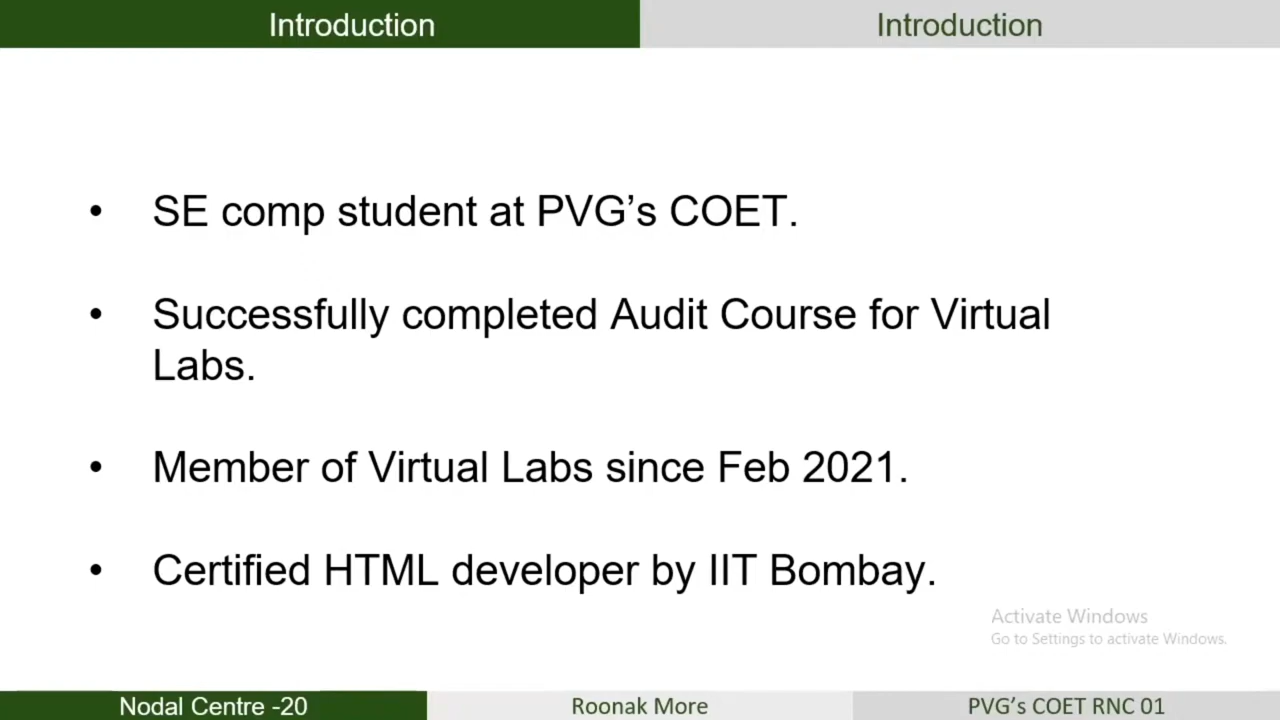 Introduction
Introduction
• SE comp student at PVG’s COET.
• Successfully completed Audit Course for Virtual
Labs.
• Member of Virtual Labs since Feb 2021.
• Certified HTML developer by IIT Bombay.
Activate Windows
Go to Settings to activate Windows.
Nodal Centre -20
Roonak More
PVG’s COET RNC 01